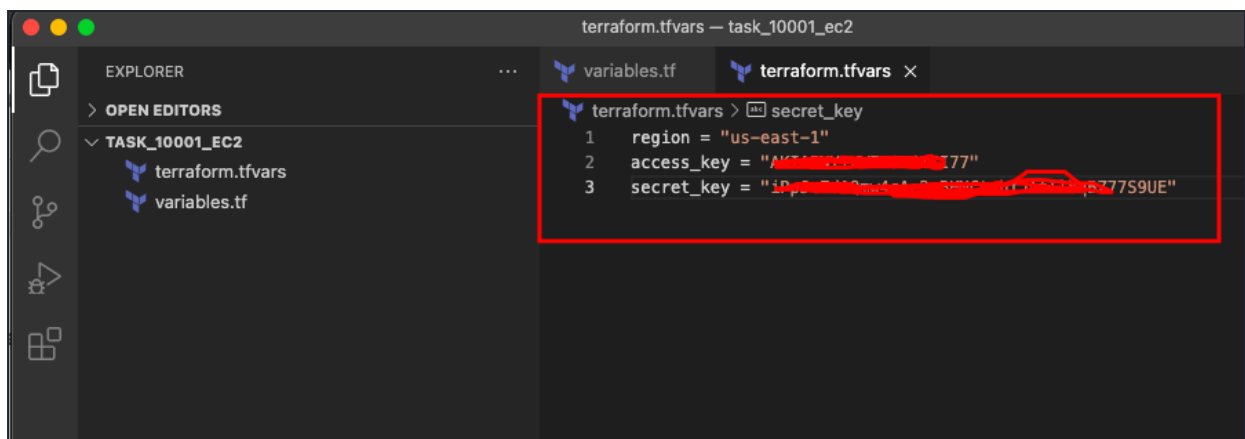 terraform.tfvars — task_10001_ec2
EXPLORER ...
variables.tf
terraform.tfvars
OPEN EDITORS
TASK_10001_EC2
terraform.tfvars
variables.tf
terraform.tfvars > abc secret_key
1 region = "us-east-1"
2 access_key =
3 secret_key =